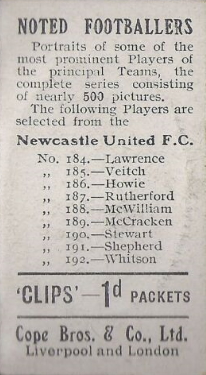 NOTED FOOTBALLERS
Portraits of some of the
most prominent Players of
the principal Teams, the
complete series consisting
of nearly 500 pictures.
The following Players are
selected from the
Newcastle United F.C.
No. 184.—Lawrence
„ 185.—Veitch
„ 186.—Howie
„ 187.—Rutherford
„ 188.—McWilliam
„ 189.—McCracken
„ 190.—Stewart
„ 191.—Shepherd
„ 192.—Whitson
'CLIPS'—1d PACKETS
Cope Bros. & Co., Ltd.
Liverpool and London